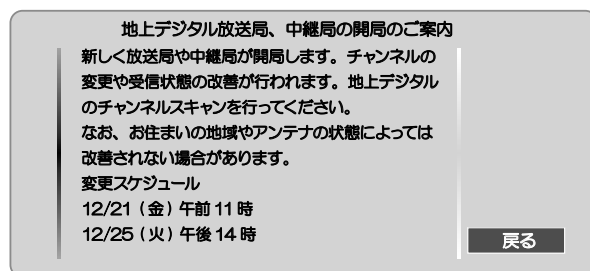 地上デジタル放送局、中継局の開局のご案内
新しく放送局や中継局が開局します。チャンネルの
変更や受信状態の改善が行われます。地上デジタル
のチャンネルスキャンを行ってください。
なお、お住まいの地域やアンテナの状態によっては
改善されない場合があります。
変更スケジュール
12/21(金)午前11時
12/25(火)午後14時
戻る